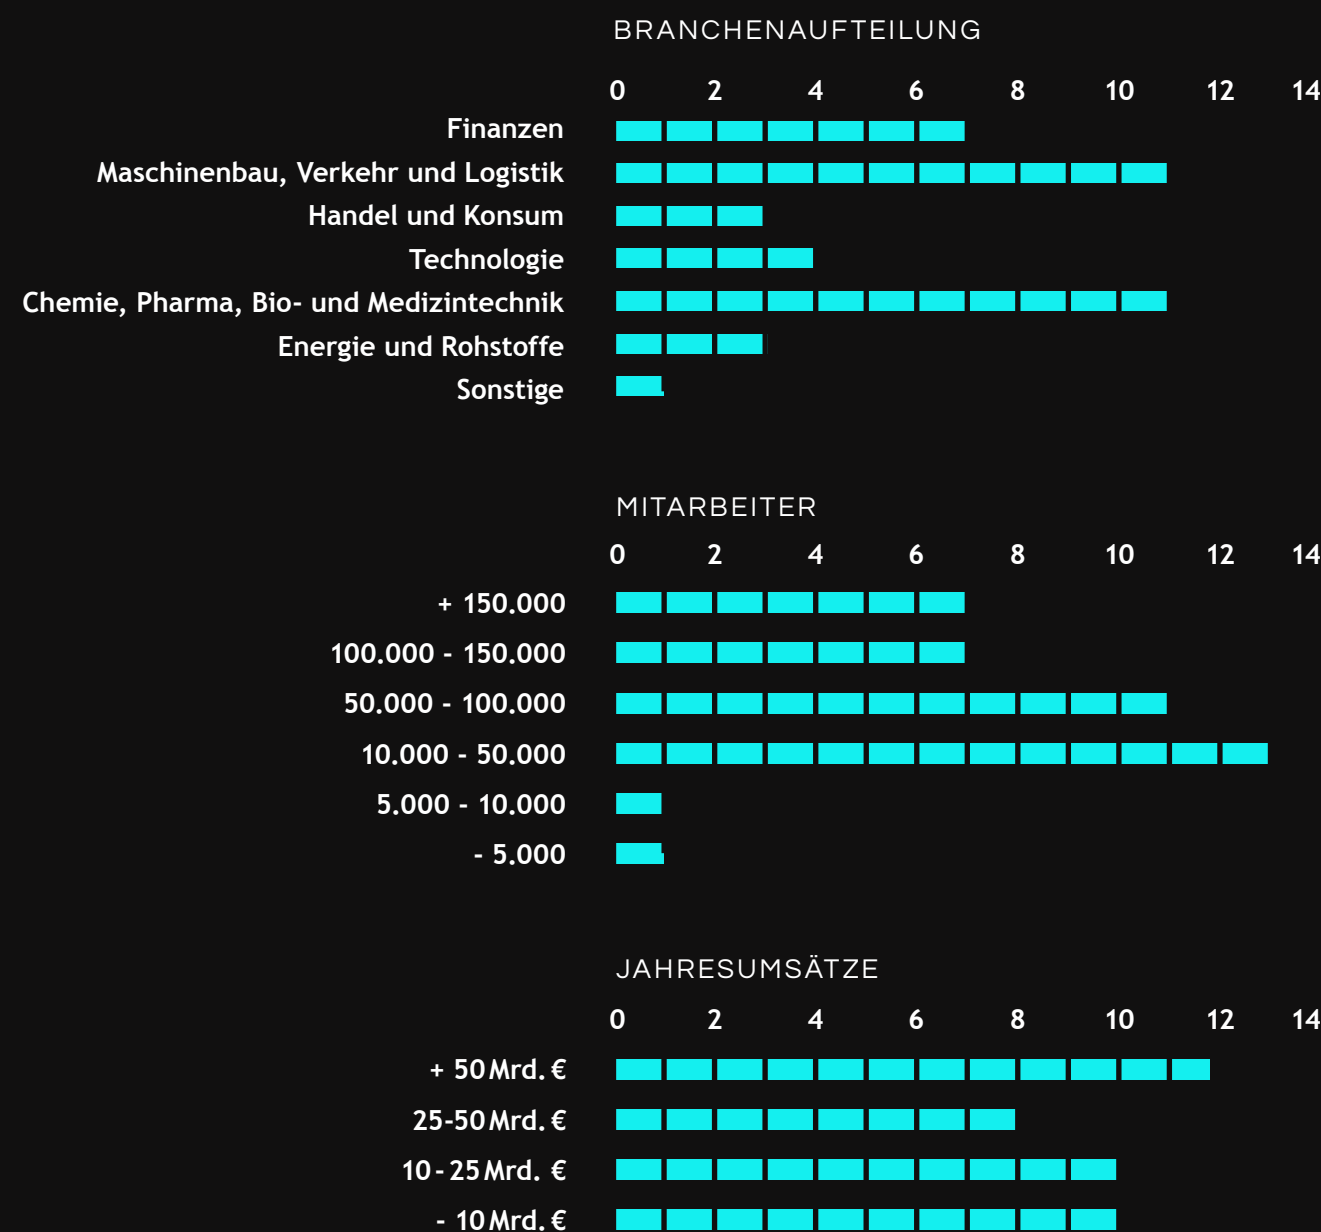 BRANCHENAUFTEILUNG
0 2 4 6 8 10 12 14
Finanzen
Maschinenbau, Verkehr und Logistik
Handel und Konsum
Technologie
Chemie, Pharma, Bio- und Medizintechnik
Energie und Rohstoffe
Sonstige
MITARBEITER
0 2 4 6 8 10 12 14
+ 150.000
100.000 - 150.000
50.000 - 100.000
10.000 - 50.000
5.000 - 10.000
- 5.000
JAHRESUMSÄTZE
0 2 4 6 8 10 12 14
+ 50 Mrd. €
25-50 Mrd. €
10 - 25 Mrd. €
- 10 Mrd. €